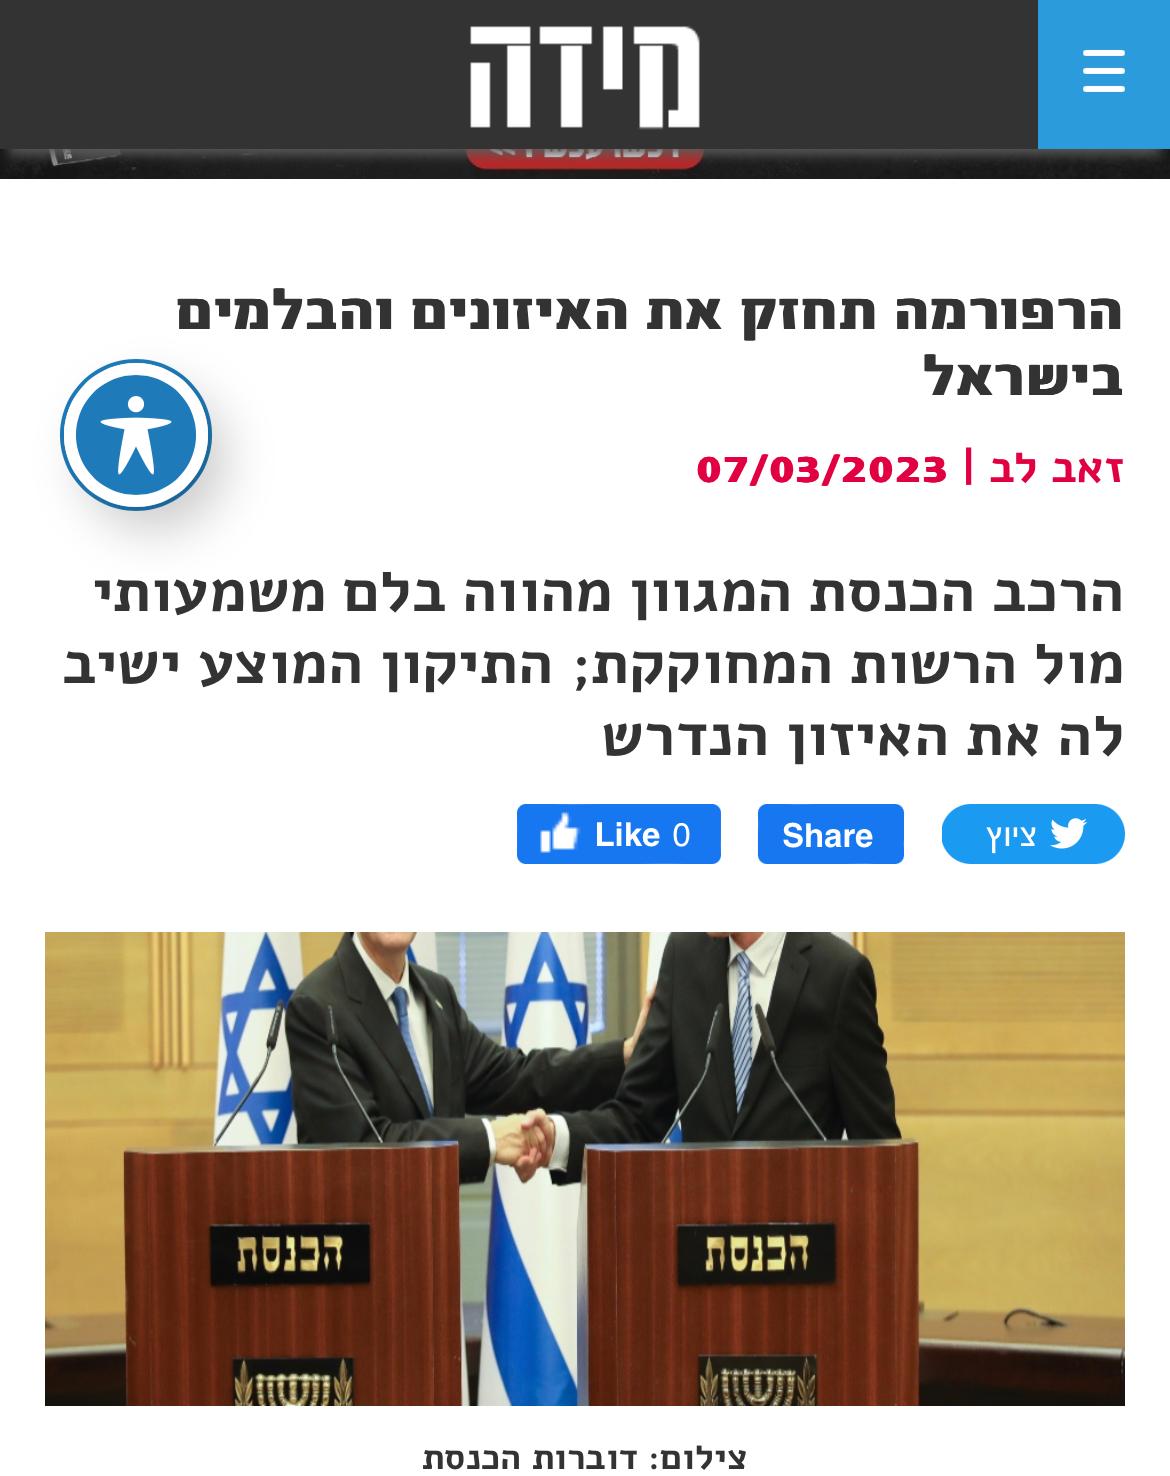 מידה
הרפורמה תחזק את האיזונים והבלמים
בישראל
זאב לב | 07/03/2023
הרכב הכנסת המגוון מהווה בלם משמעותי
מול הרשות המחוקקת; התיקון המוצע ישיב
לה את האיזון הנדרש
ציוץ
Share
Like 0
הכנסת
הכנסת
צילום: דוברות הכנסת